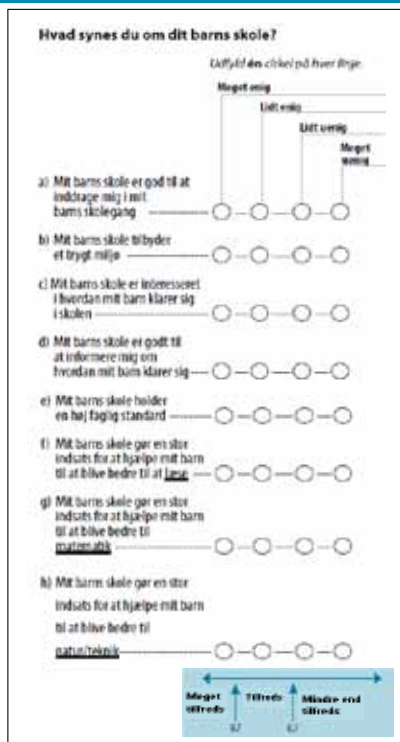 Hvad synes du om dit barns skole?
Udfyld én cirkel på hver linje.
Meget enig
Lidt enig
Lidt uenig
Meget
uenig
a) Mit barns skole er god til at
inddrage mig i mit
barns skolegang
b) Mit barns skole tilbyder
et trygt miljø
c) Mit barns skole er interesseret
i hvordan mit barn klarer sig
i skolen
d) Mit barns skole er godt til
at informere mig om
hvordan mit barn klarer sig
e) Mit barns skole holder
en høj faglig standard
f) Mit barns skole gør en stor
indsats for at hjælpe mit barn
til at blive bedre til at læse
g) Mit barns skole gør en stor
indsats for at hjælpe mit barn
til at blive bedre til
matematik
h) Mit barns skole gør en stor
indsats for at hjælpe mit barn
til at blive bedre til
natur/teknik
Meget
tilfreds
Tilfreds
Mindre end
tilfreds